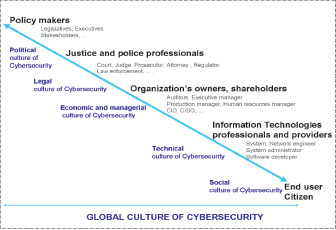 Policy makers
Legislatives, Executives
Stakeholders, ...
Political
culture of
Cybersecurity
Justice and police professionals
Court, Judge, Prosecutor, Attorney , Regulator
Law enforcement, ....
Legal
culture of Cybersecurity
Organization's owners, shareholders
Auditors, Executive manager
Production manager, Human resources manager
CIO, CISO, ...
Economic and managerial
culture of Cybersecurity
Information Technologies
professionals and providers
System, Network engineer
System administrator
Software developer
....
Technical
culture of Cybersecurity
Social
culture of Cybersecurity
End user
Citizen
GLOBAL CULTURE OF CYBERSECURITY